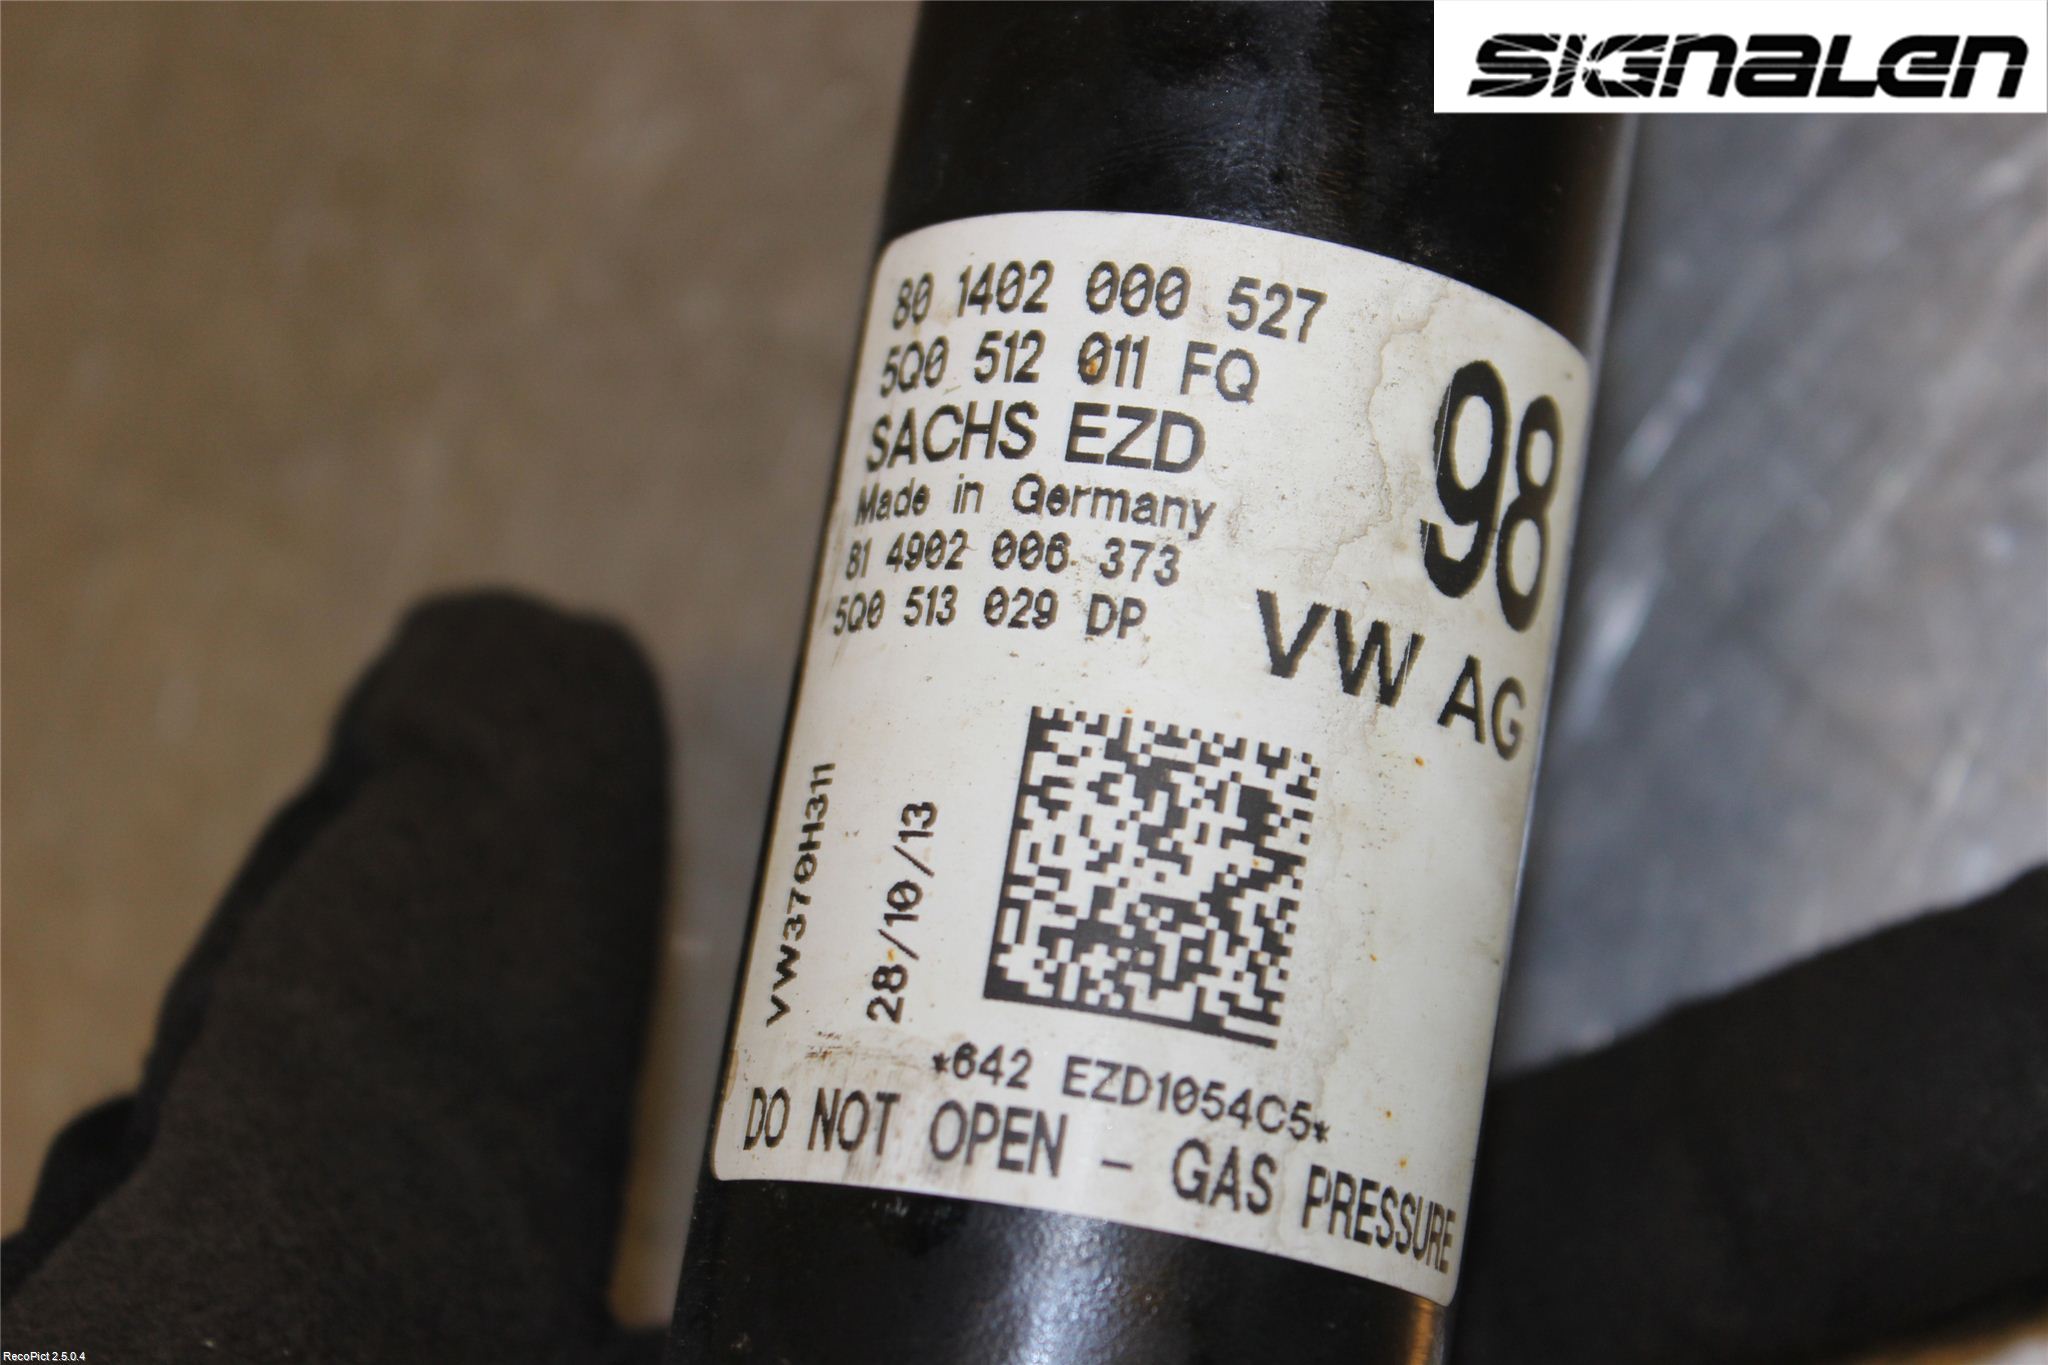 SIGNALEN
80 1402 000 527
5Q0 512 011 FQ
98
SACHS EZD
Made in Germany
81 4902 006 373
5Q0 513 029 DP
VW AG
VW370H311
28/10/13
*642 EZD1054C5*
DO NOT OPEN - GAS PRESSURE
RecoPict 2.5.0.4